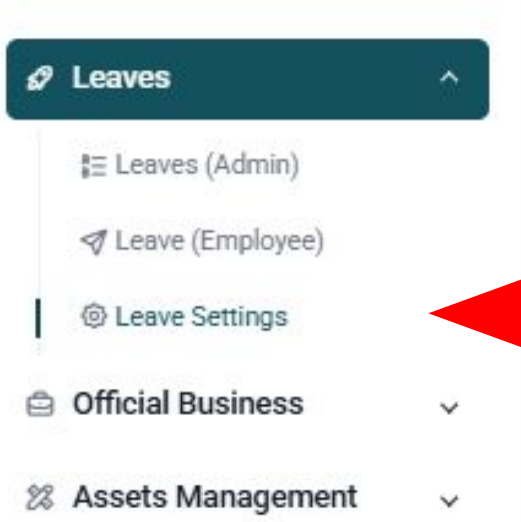 Leaves
Leaves (Admin)
Leave (Employee)
Leave Settings
Official Business
Assets Management